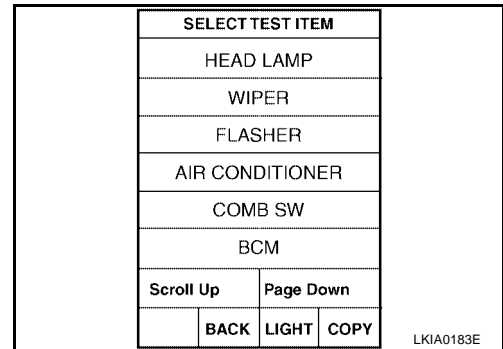 SELECT TEST ITEM
HEAD LAMP
WIPER
FLASHER
AIR CONDITIONER
COMB SW
BCM
Scroll Up Page Down
BACK LIGHT COPY
LKIA0183E